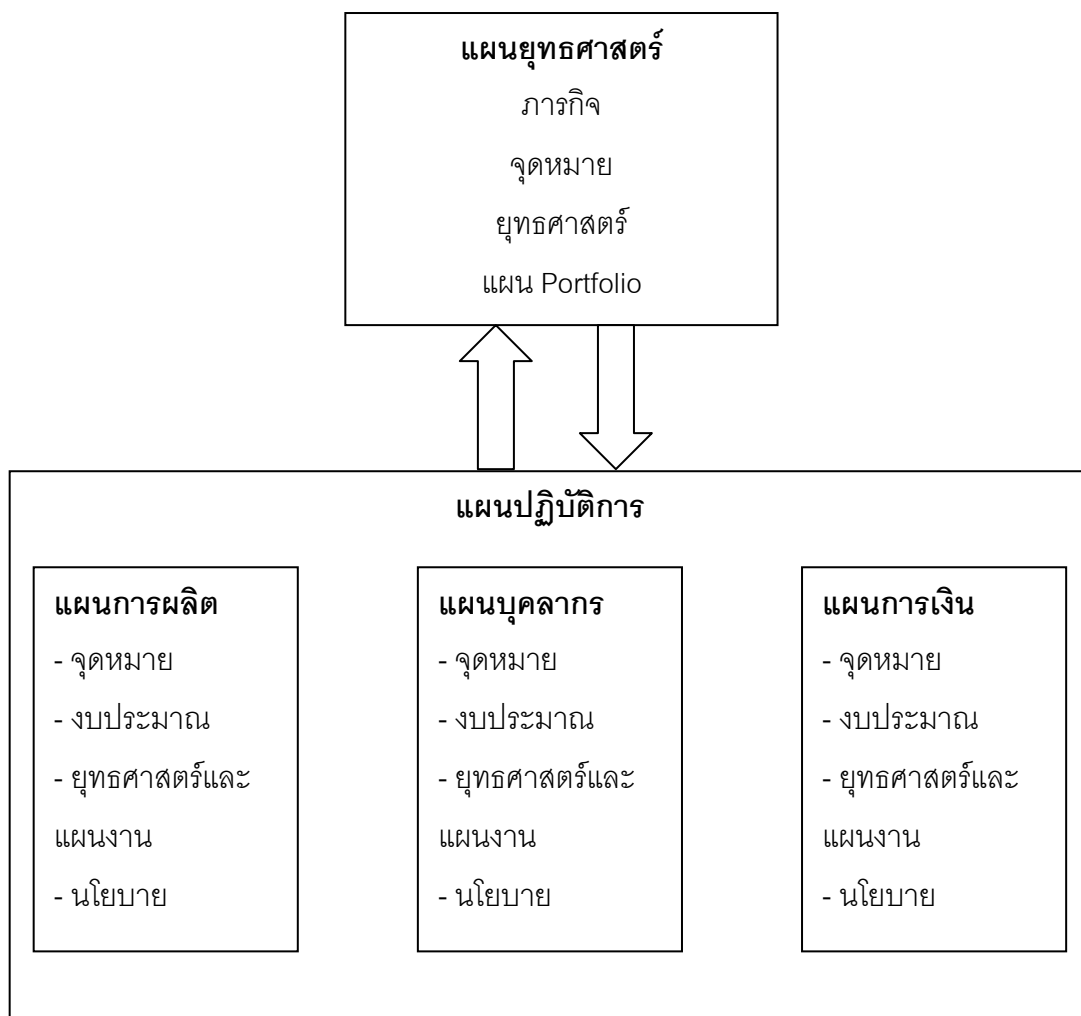 แผนยุทธศาสตร์
ภารกิจ
จุดหมาย
ยุทธศาสตร์
แผน Portfolio
แผนปฏิบัติการ
แผนการผลิต
- จุดหมาย
- งบประมาณ
- ยุทธศาสตร์และ
แผนงาน
- นโยบาย
แผนบุคลากร
- จุดหมาย
- งบประมาณ
- ยุทธศาสตร์และ
แผนงาน
- นโยบาย
แผนการเงิน
- จุดหมาย
- งบประมาณ
- ยุทธศาสตร์และ
แผนงาน
- นโยบาย